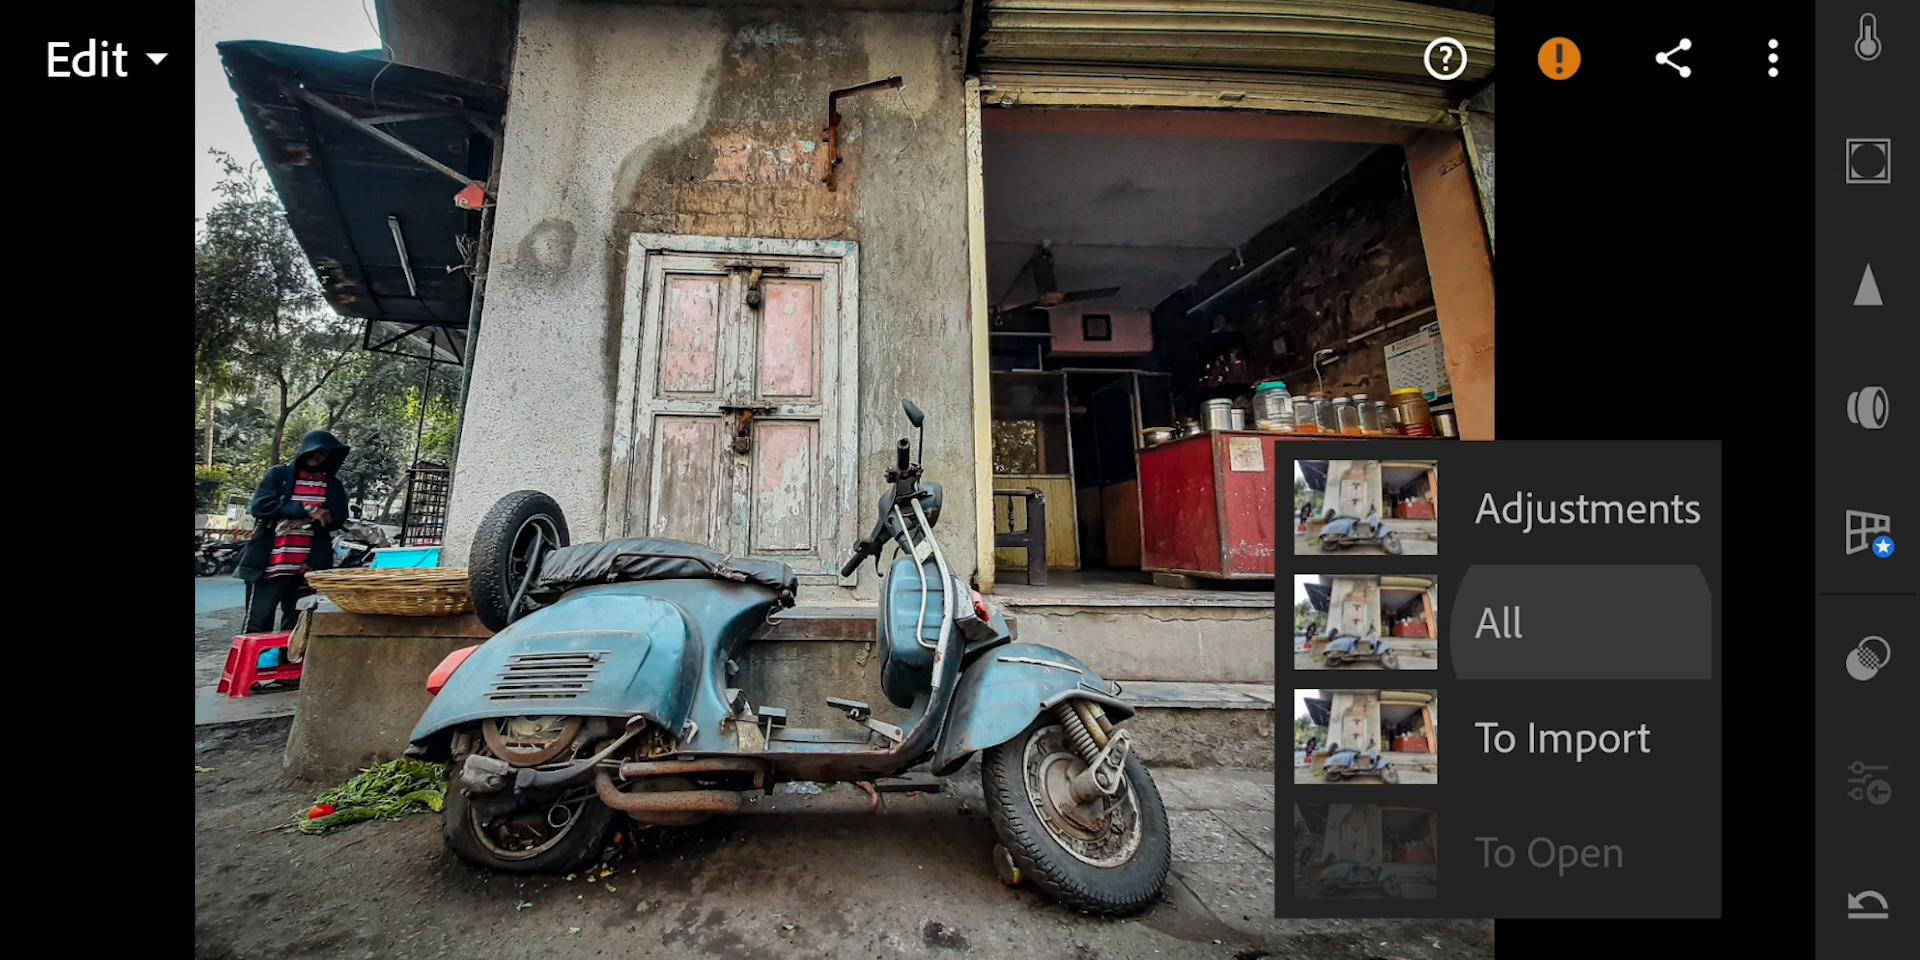 Edit
Adjustments
All
To Import
To Open